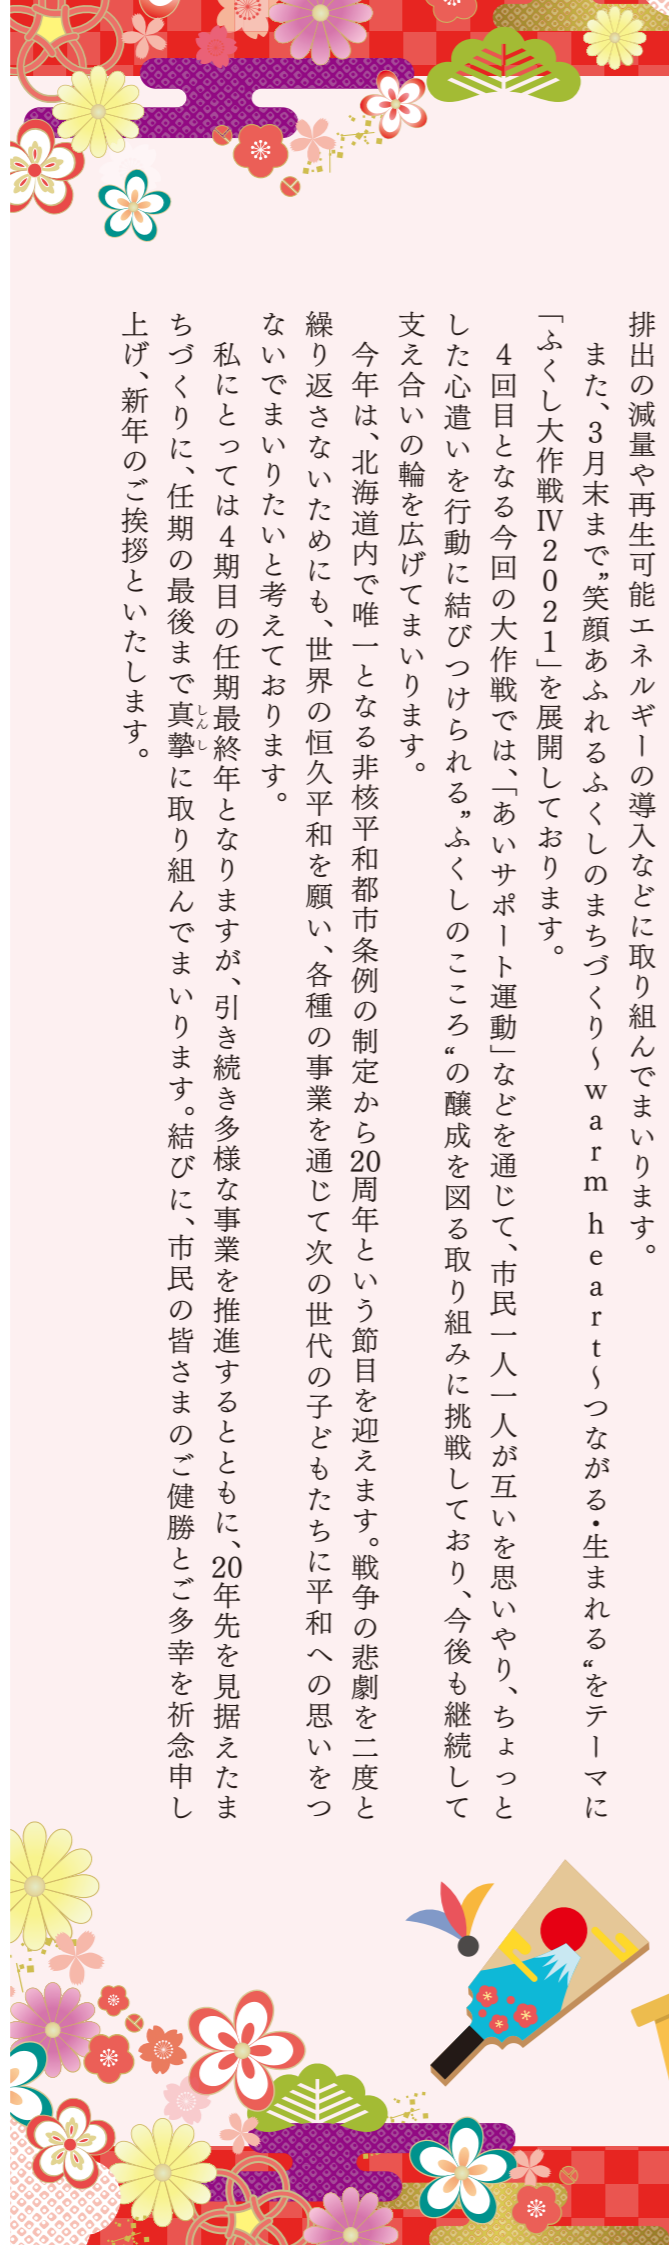 排出の減量や再生可能エネルギーの導入などに取り組んでまいります。
また、3月末まで〟笑顔あふれるふくしのまちづくり～warm heart～つながる・生まれる〝をテーマに
「ふくし大作戦Ⅳ2021」を展開しております。
4回目となる今回の大作戦では、「あいサポート運動」などを通じて、市民一人一人が互いを思いやり、ちょっと
した心遣いを行動に結びつけられる〟ふくしのこころ〝の醸成を図る取り組みに挑戦しており、今後も継続して
支え合いの輪を広げてまいります。
今年は、北海道内で唯一となる非核平和都市条例の制定から20周年という節目を迎えます。戦争の悲劇を二度と
繰り返さないためにも、世界の恒久平和を願い、各種の事業を通じて次の世代の子どもたちに平和への思いをつ
ないでまいりたいと考えております。
私にとっては4期目の任期最終年となりますが、引き続き多様な事業を推進するとともに、20年先を見据えたま
しんし
ちづくりに、任期の最後まで真摯に取り組んでまいります。結びに、市民の皆さまのご健勝とご多幸を祈念申し
上げ、新年のご挨拶といたします。